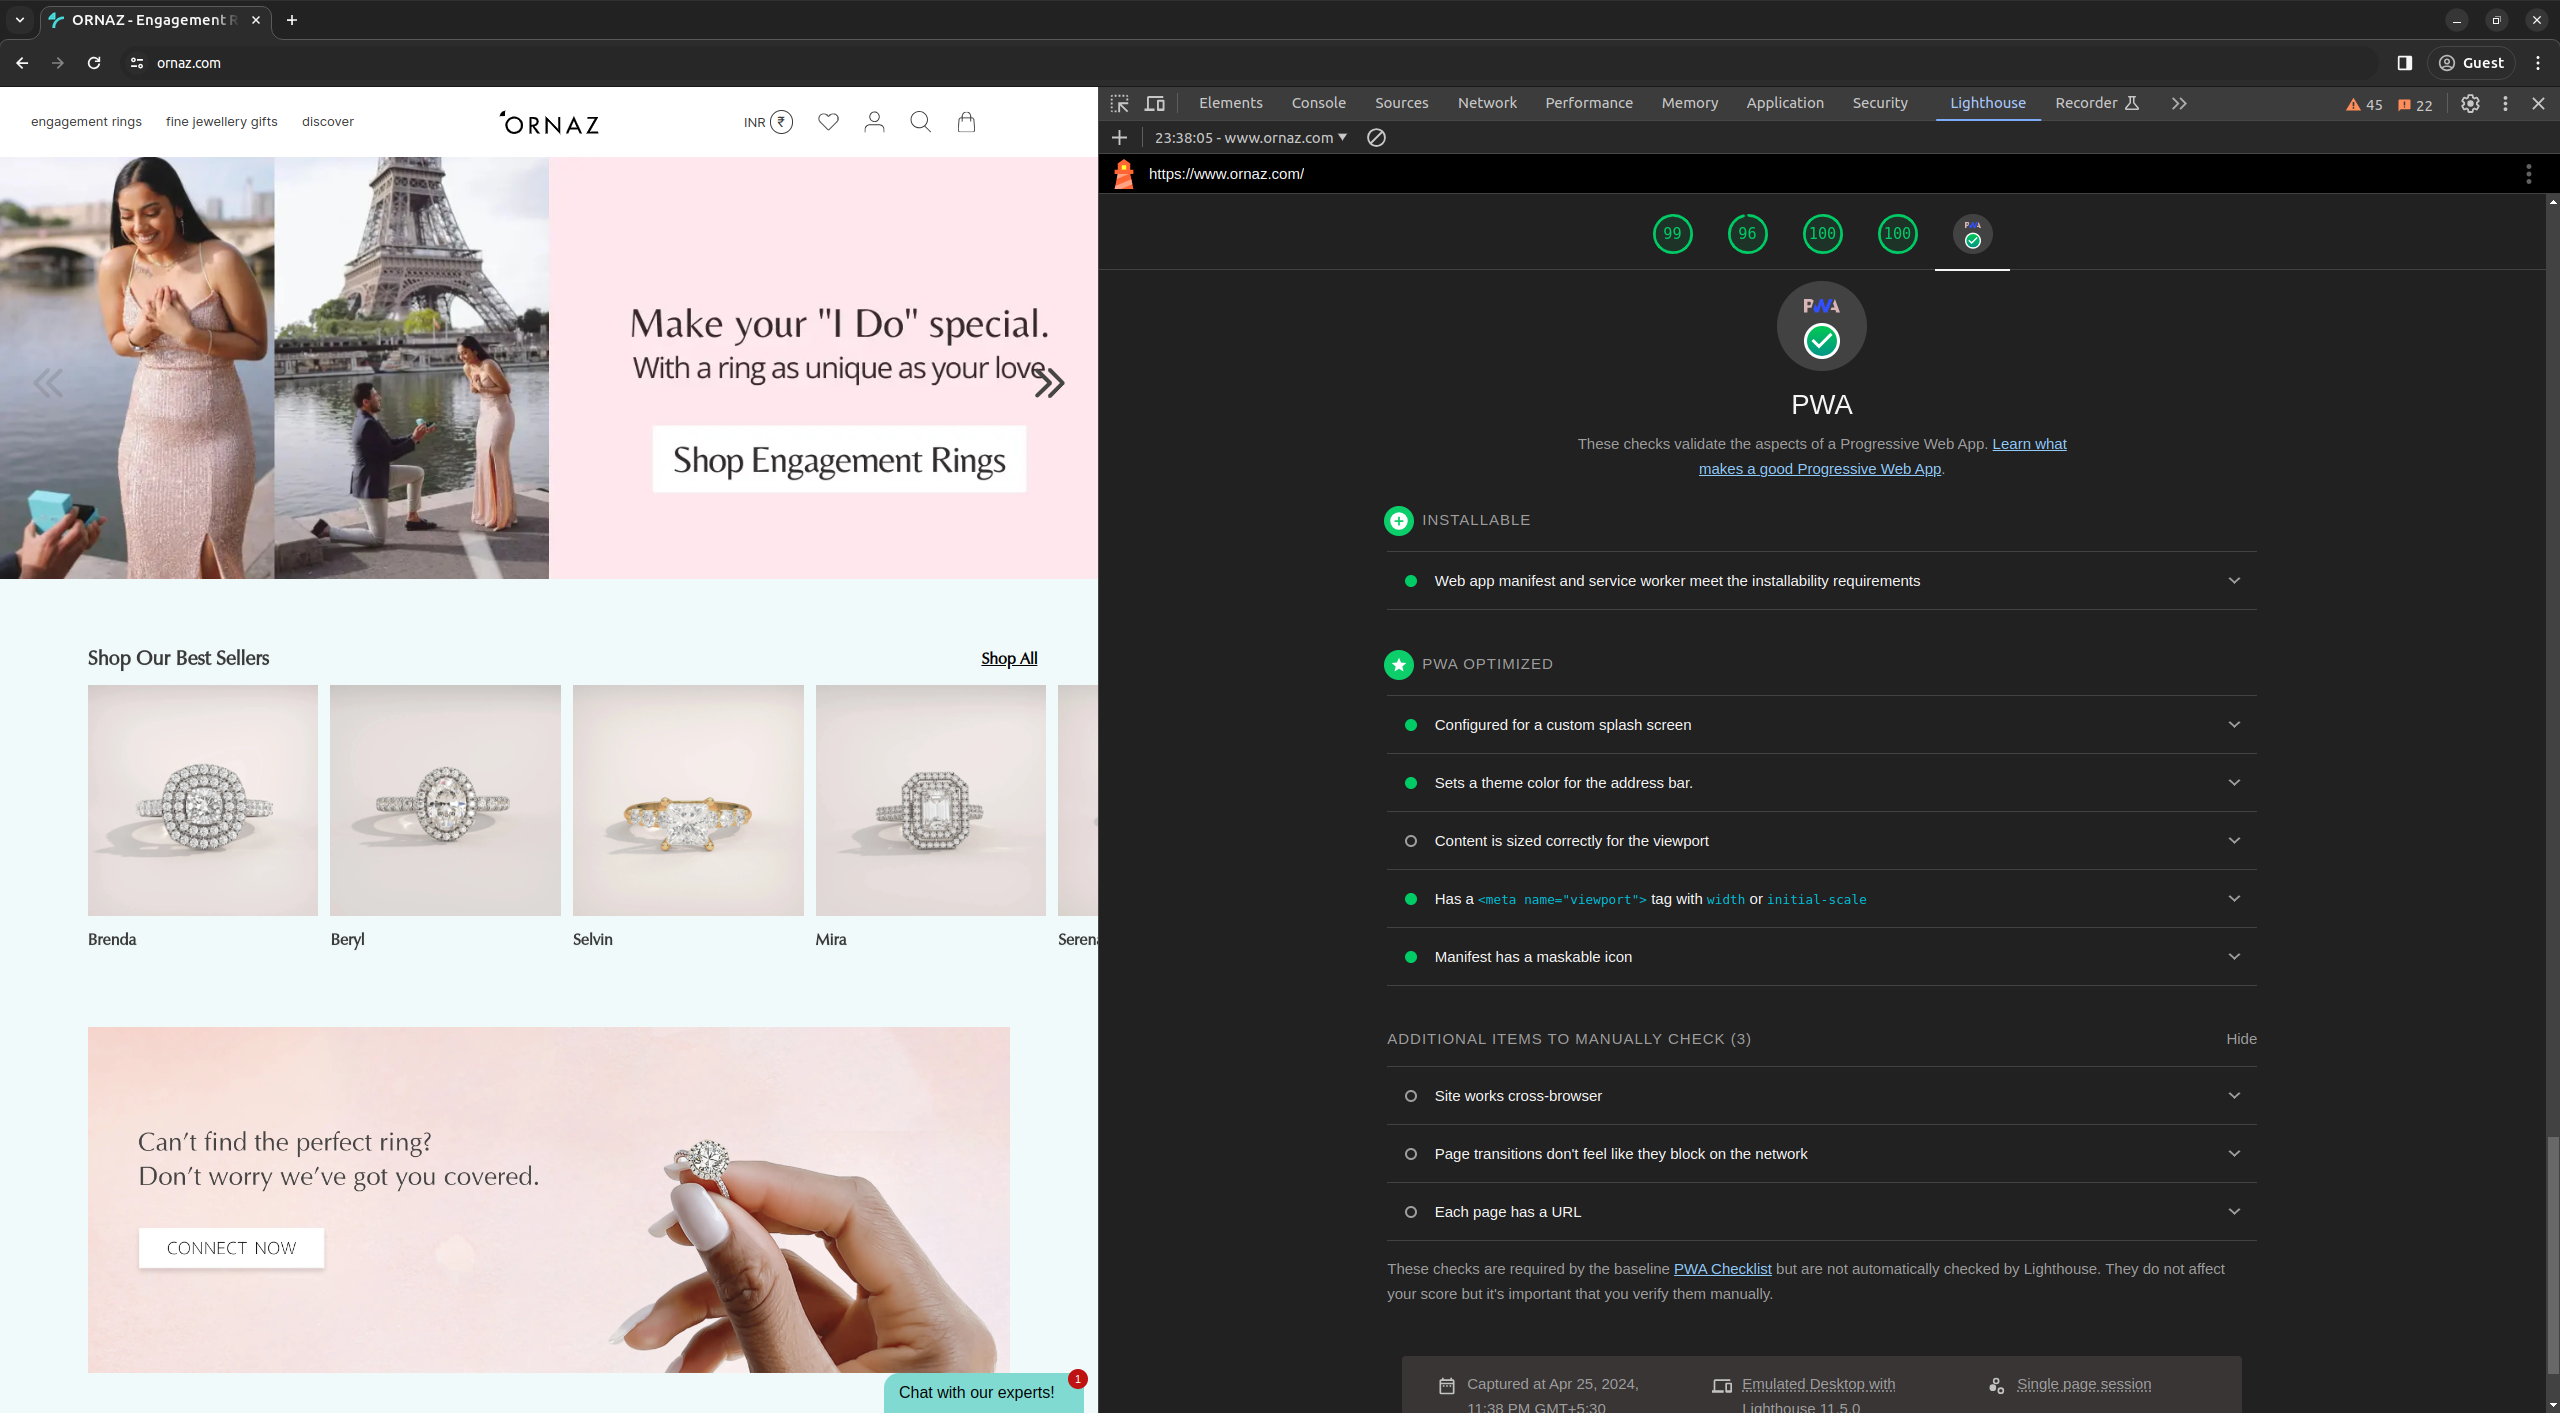 ORNAZ - Engagement R
ornaz.com
Guest
engagement rings
fine jewellery gifts
discover
ORNAZ
INR ₹
Make your "I Do" special.
With a ring as unique as your love.
Shop Engagement Rings
Shop Our Best Sellers
Shop All
Brenda
Beryl
Selvin
Mira
Serena
Can’t find the perfect ring?
Don’t worry we’ve got you covered.
CONNECT NOW
Chat with our experts!
1
Elements Console Sources Network Performance Memory Application Security Lighthouse Recorder
45 22
23:38:05 - www.ornaz.com
https://www.ornaz.com/
99 96 100 100 PWA
PWA
PWA
These checks validate the aspects of a Progressive Web App. Learn what
makes a good Progressive Web App.
INSTALLABLE
Web app manifest and service worker meet the installability requirements
PWA OPTIMIZED
Configured for a custom splash screen
Sets a theme color for the address bar.
Content is sized correctly for the viewport
Has a <meta name="viewport"> tag with width or initial-scale
Manifest has a maskable icon
ADDITIONAL ITEMS TO MANUALLY CHECK (3)
Hide
Site works cross-browser
Page transitions don't feel like they block on the network
Each page has a URL
These checks are required by the baseline PWA Checklist but are not automatically checked by Lighthouse. They do not affect
your score but it's important that you verify them manually.
Captured at Apr 25, 2024,
11:38 PM GMT+5:30
Emulated Desktop with
Lighthouse 11.5.0
Single page session